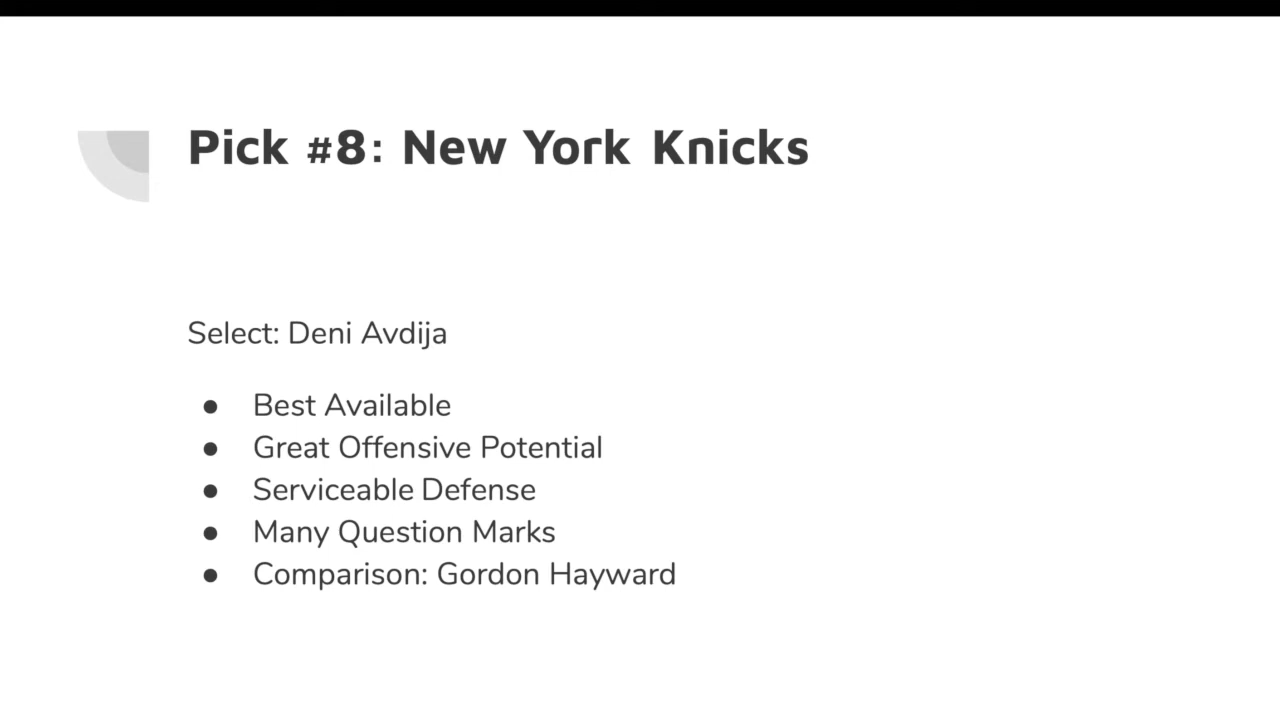 Pick #8: New York Knicks
Select: Deni Avdija
● Best Available
● Great Offensive Potential
● Serviceable Defense
● Many Question Marks
● Comparison: Gordon Hayward